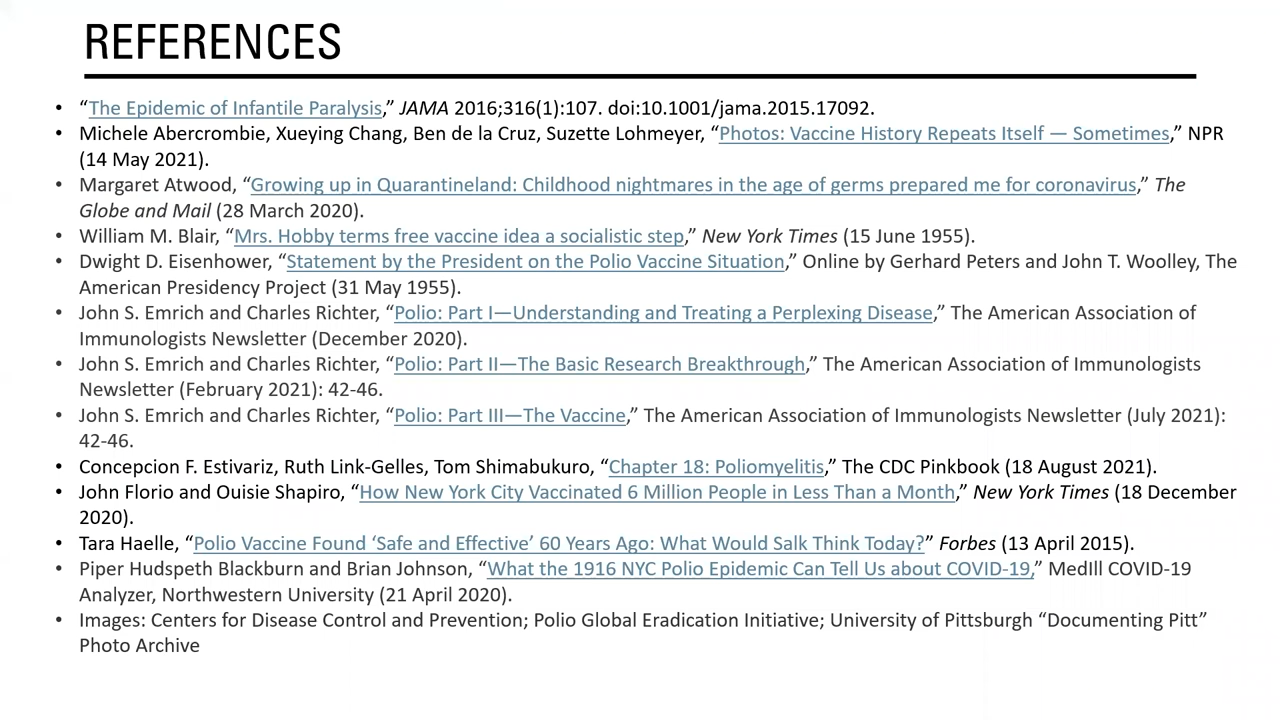 REFERENCES
• “The Epidemic of Infantile Paralysis,” JAMA 2016;316(1):107. doi:10.1001/jama.2015.17092.
• Michele Abercrombie, Xueying Chang, Ben de la Cruz, Suzette Lohmeyer, “Photos: Vaccine History Repeats Itself — Sometimes,” NPR
(14 May 2021).
• Margaret Atwood, “Growing up in Quarantineland: Childhood nightmares in the age of germs prepared me for coronavirus,” The
Globe and Mail (28 March 2020).
• William M. Blair, “Mrs. Hobby terms free vaccine idea a socialistic step,” New York Times (15 June 1955).
• Dwight D. Eisenhower, “Statement by the President on the Polio Vaccine Situation,” Online by Gerhard Peters and John T. Woolley, The
American Presidency Project (31 May 1955).
• John S. Emrich and Charles Richter, “Polio: Part I—Understanding and Treating a Perplexing Disease,” The American Association of
Immunologists Newsletter (December 2020).
• John S. Emrich and Charles Richter, “Polio: Part II—The Basic Research Breakthrough,” The American Association of Immunologists
Newsletter (February 2021): 42-46.
• John S. Emrich and Charles Richter, “Polio: Part III—The Vaccine,” The American Association of Immunologists Newsletter (July 2021):
42-46.
• Concepcion F. Estivariz, Ruth Link-Gelles, Tom Shimabukuro, “Chapter 18: Poliomyelitis,” The CDC Pinkbook (18 August 2021).
• John Florio and Ouisie Shapiro, “How New York City Vaccinated 6 Million People in Less Than a Month,” New York Times (18 December
2020).
• Tara Haelle, “Polio Vaccine Found ‘Safe and Effective’ 60 Years Ago: What Would Salk Think Today?” Forbes (13 April 2015).
• Piper Hudspeth Blackburn and Brian Johnson, “What the 1916 NYC Polio Epidemic Can Tell Us about COVID-19,” MedIll COVID-19
Analyzer, Northwestern University (21 April 2020).
• Images: Centers for Disease Control and Prevention; Polio Global Eradication Initiative; University of Pittsburgh “Documenting Pitt”
Photo Archive